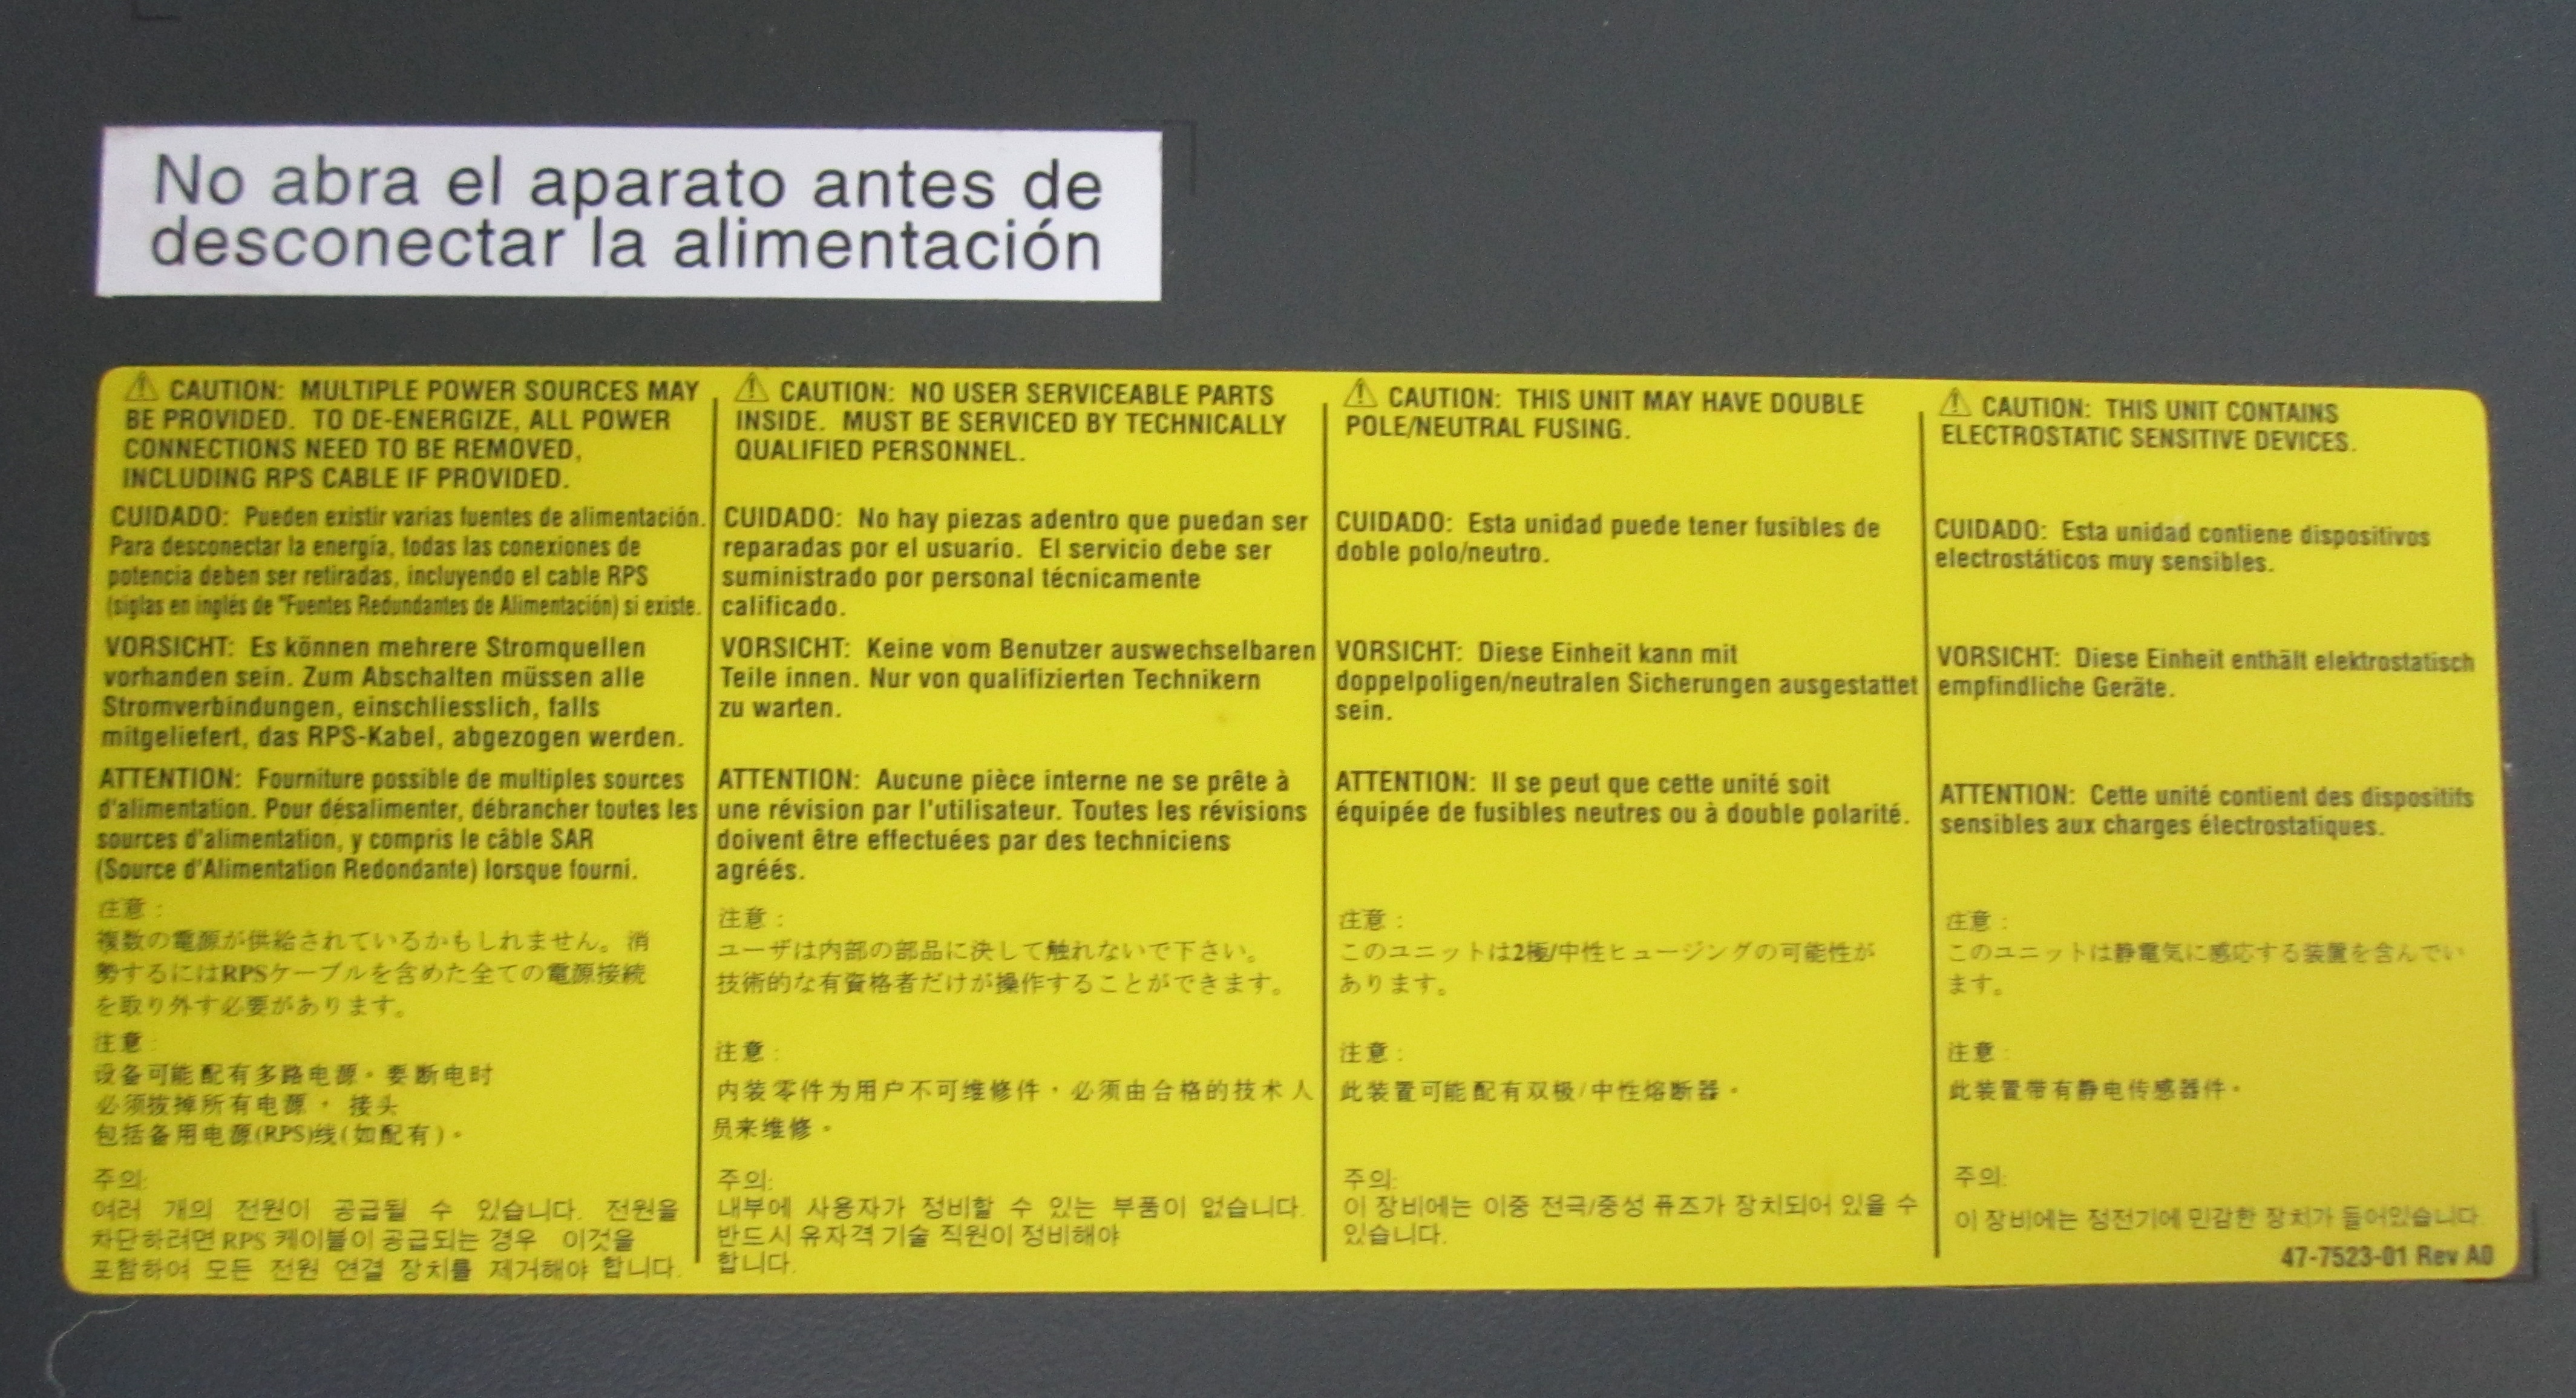 No abra el aparato antes de
desconectar la alimentación
⚠ CAUTION: MULTIPLE POWER SOURCES MAY
BE PROVIDED. TO DE-ENERGIZE, ALL POWER
CONNECTIONS NEED TO BE REMOVED,
INCLUDING RPS CABLE IF PROVIDED.
CUIDADO: Pueden existir varias fuentes de alimentación.
Para desconectar la energía, todas las conexiones de
potencia deben ser retiradas, incluyendo el cable RPS
(siglas en inglés de "Fuentes Redundantes de Alimentación) si existe.
VORSICHT: Es können mehrere Stromquellen
vorhanden sein. Zum Abschalten müssen alle
Stromverbindungen, einschliesslich, falls
mitgeliefert, das RPS-Kabel, abgezogen werden.
ATTENTION: Fourniture possible de multiples sources
d'alimentation. Pour désalimenter, débrancher toutes les
sources d'alimentation, y compris le câble SAR
(Source d'Alimentation Redondante) lorsque fourni.
注意：
複数の電源が供給されているかもしれません。消
勢するにはRPSケーブルを含めた全ての電源接続
を取り外す必要があります。
注意：
设备可能配有多路电源。要断电时
必须拔掉所有电源， 接头
包括备用电源(RPS)线(如配有)。
주의:
여러 개의 전원이 공급될 수 있습니다. 전원을
차단하려면 RPS 케이블이 공급되는 경우 이것을
포함하여 모든 전원 연결 장치를 제거해야 합니다.
⚠ CAUTION: NO USER SERVICEABLE PARTS
INSIDE. MUST BE SERVICED BY TECHNICALLY
QUALIFIED PERSONNEL.
CUIDADO: No hay piezas adentro que puedan ser
reparadas por el usuario. El servicio debe ser
suministrado por personal técnicamente
calificado.
VORSICHT: Keine vom Benutzer auswechselbaren
Teile innen. Nur von qualifizierten Technikern
zu warten.
ATTENTION: Aucune pièce interne ne se prête à
une révision par l'utilisateur. Toutes les révisions
doivent être effectuées par des techniciens
agréés.
注意：
ユーザは内部の部品に決して触れないで下さい。
技術的な有資格者だけが操作することができます。
注意：
内装零件为用户不可维修件，必须由合格的技术人
员来维修。
주의:
내부에 사용자가 정비할 수 있는 부품이 없습니다.
반드시 유자격 기술 직원이 정비해야
합니다.
⚠ CAUTION: THIS UNIT MAY HAVE DOUBLE
POLE/NEUTRAL FUSING.
CUIDADO: Esta unidad puede tener fusibles de
doble polo/neutro.
VORSICHT: Diese Einheit kann mit
doppelpoligen/neutralen Sicherungen ausgestattet
sein.
ATTENTION: Il se peut que cette unité soit
équipée de fusibles neutres ou à double polarité.
注意：
このユニットは2極/中性ヒュージングの可能性が
あります。
注意：
此装置可能配有双极/中性熔断器。
주의:
이 장비에는 이중 전극/중성 퓨즈가 장치되어 있을 수
있습니다.
⚠ CAUTION: THIS UNIT CONTAINS
ELECTROSTATIC SENSITIVE DEVICES.
CUIDADO: Esta unidad contiene dispositivos
electrostáticos muy sensibles.
VORSICHT: Diese Einheit enthält elektrostatisch
empfindliche Geräte.
ATTENTION: Cette unité contient des dispositifs
sensibles aux charges électrostatiques.
注意：
このユニットは静電気に感応する装置を含んでい
ます。
注意：
此装置带有静电传感器件。
주의:
이 장비에는 정전기에 민감한 장치가 들어있습니다.
47-7523-01 Rev A0